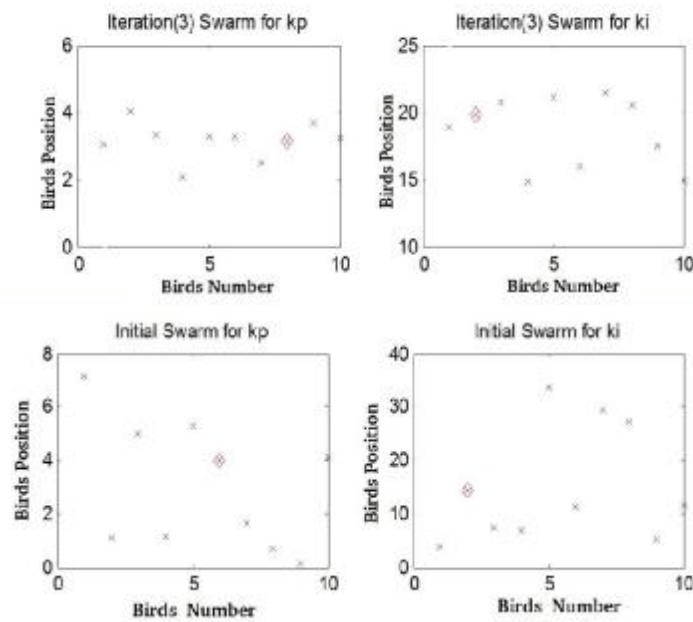 Iteration(3) Swarm for kp
6
4
2
0
Birds Position
0 5 10
Birds Number
Iteration(3) Swarm for ki
25
20
15
10
Birds Position
0 5 10
Birds Number
Initial Swarm for kp
8
6
4
2
0
Birds Position
0 5 10
Birds Number
Initial Swarm for ki
40
30
20
10
0
Birds Position
0 5 10
Birds Number